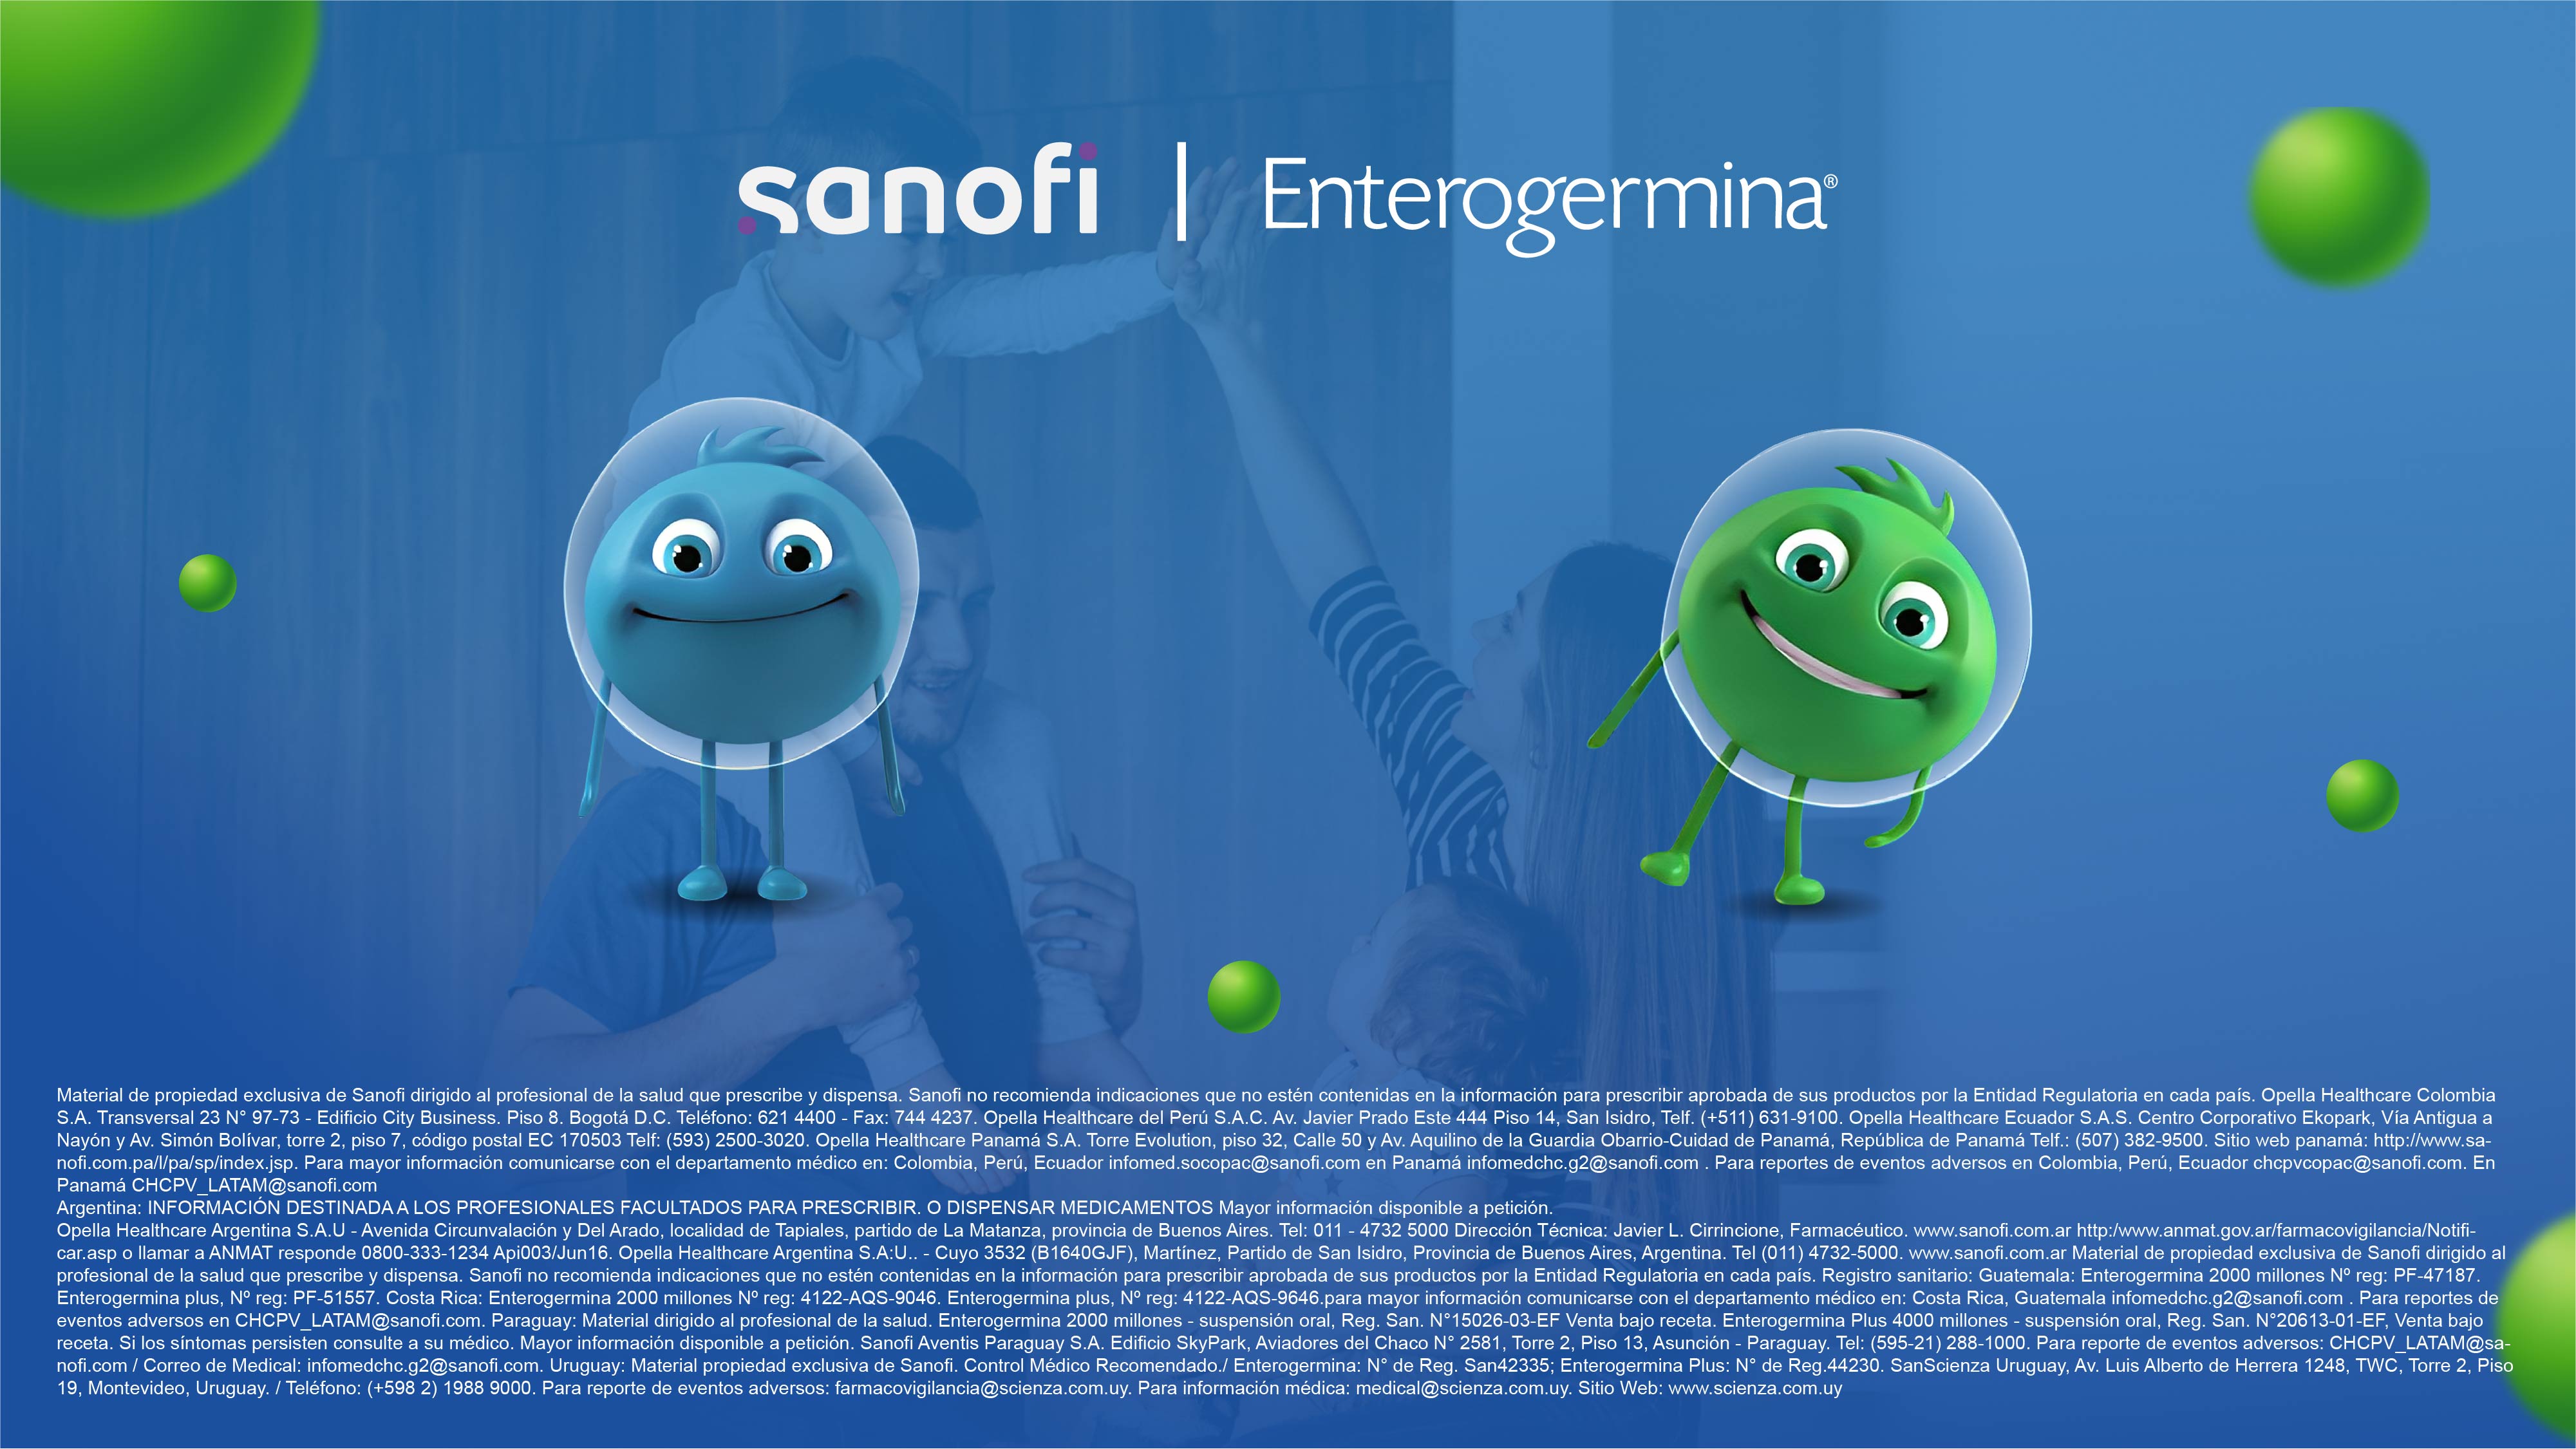 sanofi | Enterogermina®
Material de propiedad exclusiva de Sanofi dirigido al profesional de la salud que prescribe y dispensa. Sanofi no recomienda indicaciones que no estén contenidas en la información para prescribir aprobada de sus productos por la Entidad Regulatoria en cada país. Opella Healthcare Colombia
S.A. Transversal 23 N° 97-73 - Edificio City Business. Piso 8. Bogotá D.C. Teléfono: 621 4400 - Fax: 744 4237. Opella Healthcare del Perú S.A.C. Av. Javier Prado Este 444 Piso 14, San Isidro, Telf. (+511) 631-9100. Opella Healthcare Ecuador S.A.S. Centro Corporativo Ekopark, Vía Antigua a
Nayón y Av. Simón Bolívar, torre 2, piso 7, código postal EC 170503 Telf: (593) 2500-3020. Opella Healthcare Panamá S.A. Torre Evolution, piso 32, Calle 50 y Av. Aquilino de la Guardia Obarrio-Cuidad de Panamá, República de Panamá Telf.: (507) 382-9500. Sitio web panamá: http://www.sa-
nofi.com.pa/l/pa/sp/index.jsp. Para mayor información comunicarse con el departamento médico en: Colombia, Perú, Ecuador infomed.socopac@sanofi.com en Panamá infomedchc.g2@sanofi.com . Para reportes de eventos adversos en Colombia, Perú, Ecuador chcpvcopac@sanofi.com. En
Panamá CHCPV_LATAM@sanofi.com
Argentina: INFORMACIÓN DESTINADA A LOS PROFESIONALES FACULTADOS PARA PRESCRIBIR. O DISPENSAR MEDICAMENTOS Mayor información disponible a petición.
Opella Healthcare Argentina S.A.U - Avenida Circunvalación y Del Arado, localidad de Tapiales, partido de La Matanza, provincia de Buenos Aires. Tel: 011 - 4732 5000 Dirección Técnica: Javier L. Cirrincione, Farmacéutico. www.sanofi.com.ar http:/www.anmat.gov.ar/farmacovigilancia/Notifi-
car.asp o llamar a ANMAT responde 0800-333-1234 Api003/Jun16. Opella Healthcare Argentina S.A:U.. - Cuyo 3532 (B1640GJF), Martínez, Partido de San Isidro, Provincia de Buenos Aires, Argentina. Tel (011) 4732-5000. www.sanofi.com.ar Material de propiedad exclusiva de Sanofi dirigido al
profesional de la salud que prescribe y dispensa. Sanofi no recomienda indicaciones que no estén contenidas en la información para prescribir aprobada de sus productos por la Entidad Regulatoria en cada país. Registro sanitario: Guatemala: Enterogermina 2000 millones Nº reg: PF-47187.
Enterogermina plus, Nº reg: PF-51557. Costa Rica: Enterogermina 2000 millones Nº reg: 4122-AQS-9046. Enterogermina plus, Nº reg: 4122-AQS-9646.para mayor información comunicarse con el departamento médico en: Costa Rica, Guatemala infomedchc.g2@sanofi.com . Para reportes de
eventos adversos en CHCPV_LATAM@sanofi.com. Paraguay: Material dirigido al profesional de la salud. Enterogermina 2000 millones - suspensión oral, Reg. San. N°15026-03-EF Venta bajo receta. Enterogermina Plus 4000 millones - suspensión oral, Reg. San. N°20613-01-EF, Venta bajo
receta. Si los síntomas persisten consulte a su médico. Mayor información disponible a petición. Sanofi Aventis Paraguay S.A. Edificio SkyPark, Aviadores del Chaco N° 2581, Torre 2, Piso 13, Asunción - Paraguay. Tel: (595-21) 288-1000. Para reporte de eventos adversos: CHCPV_LATAM@sa-
nofi.com / Correo de Medical: infomedchc.g2@sanofi.com. Uruguay: Material propiedad exclusiva de Sanofi. Control Médico Recomendado./ Enterogermina: N° de Reg. San42335; Enterogermina Plus: N° de Reg.44230. SanScienza Uruguay, Av. Luis Alberto de Herrera 1248, TWC, Torre 2, Piso
19, Montevideo, Uruguay. / Teléfono: (+598 2) 1988 9000. Para reporte de eventos adversos: farmacovigilancia@scienza.com.uy. Para información médica: medical@scienza.com.uy. Sitio Web: www.scienza.com.uy